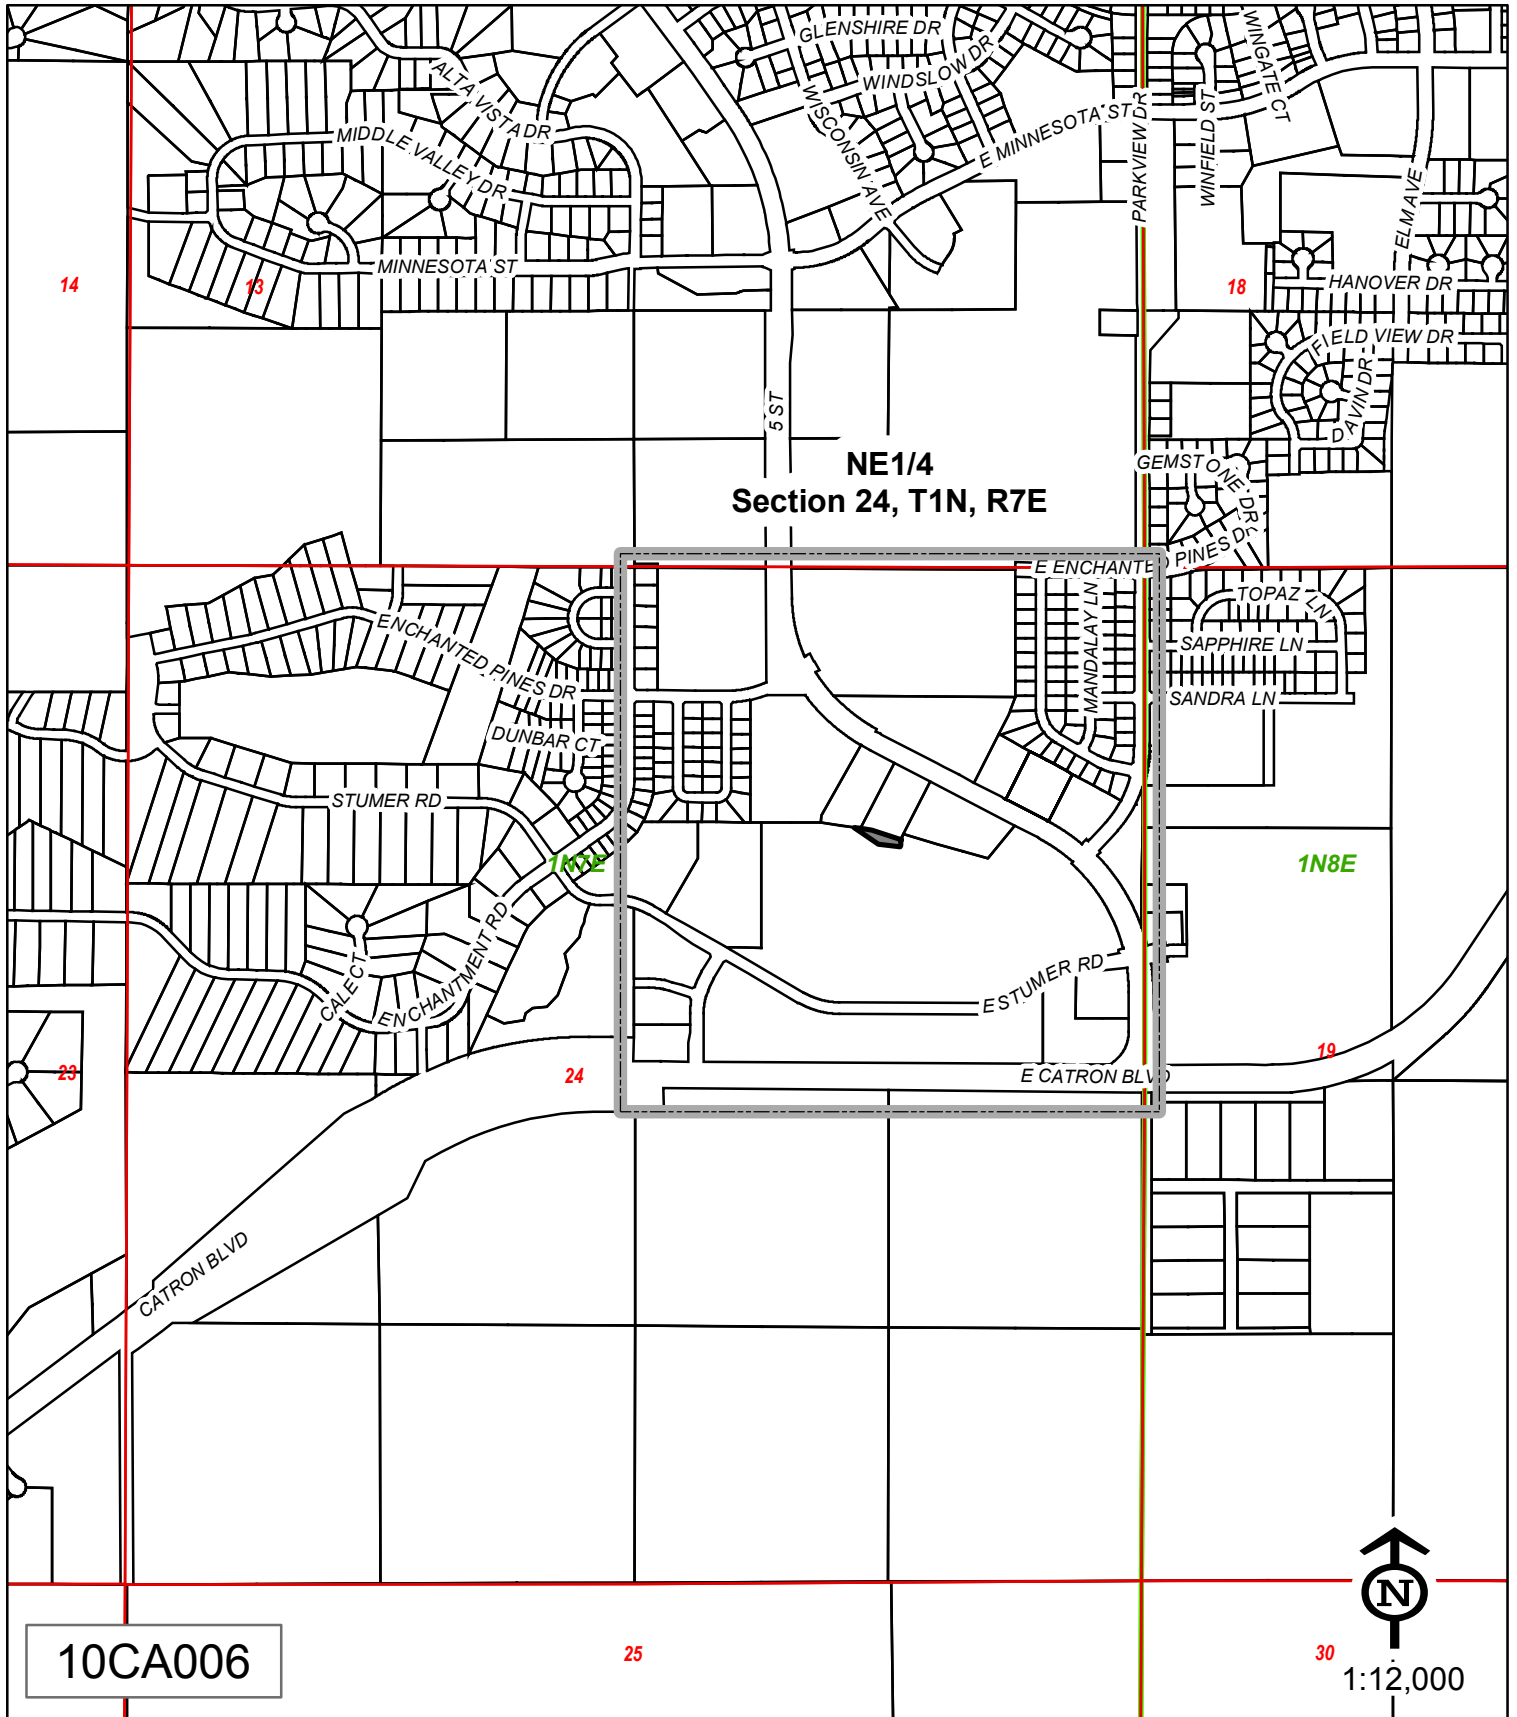 GLENSHIRE DR
WINGATE CT
ALTA VISTA DR
WINDSLOW DR
WISCONSIN AVE
E MINNESOTA ST
PARKVIEW DR
WINFIELD ST
MIDDLE VALLEY DR
ELM AVE
MINNESOTA ST
14
13
18
HANOVER DR
FIELD VIEW DR
DAVIN DR
5 ST
NE1/4
Section 24, T1N, R7E
GEMSTONE DR
E ENCHANTED PINES DR
TOPAZ LN
ENCHANTED PINES DR
MANDALAY LN
SAPPHIRE LN
SANDRA LN
DUNBAR CT
STUMER RD
1N7E
1N8E
ENCHANTMENT RD
CALE CT
E STUMER RD
23
24
19
E CATRON BLVD
CATRON BLVD
N
10CA006
25
30
1:12,000